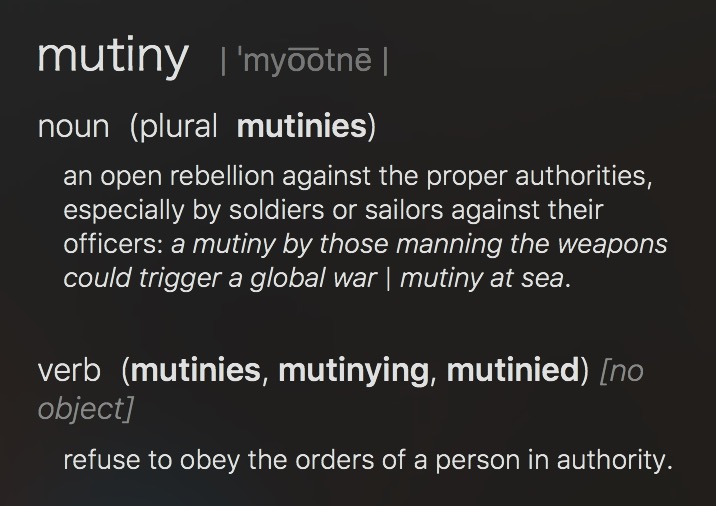 mutiny | ˈmyo͞otnē |
noun (plural mutinies)
an open rebellion against the proper authorities,
especially by soldiers or sailors against their
officers: a mutiny by those manning the weapons
could trigger a global war | mutiny at sea.
verb (mutinies, mutinying, mutinied) [no
object]
refuse to obey the orders of a person in authority.